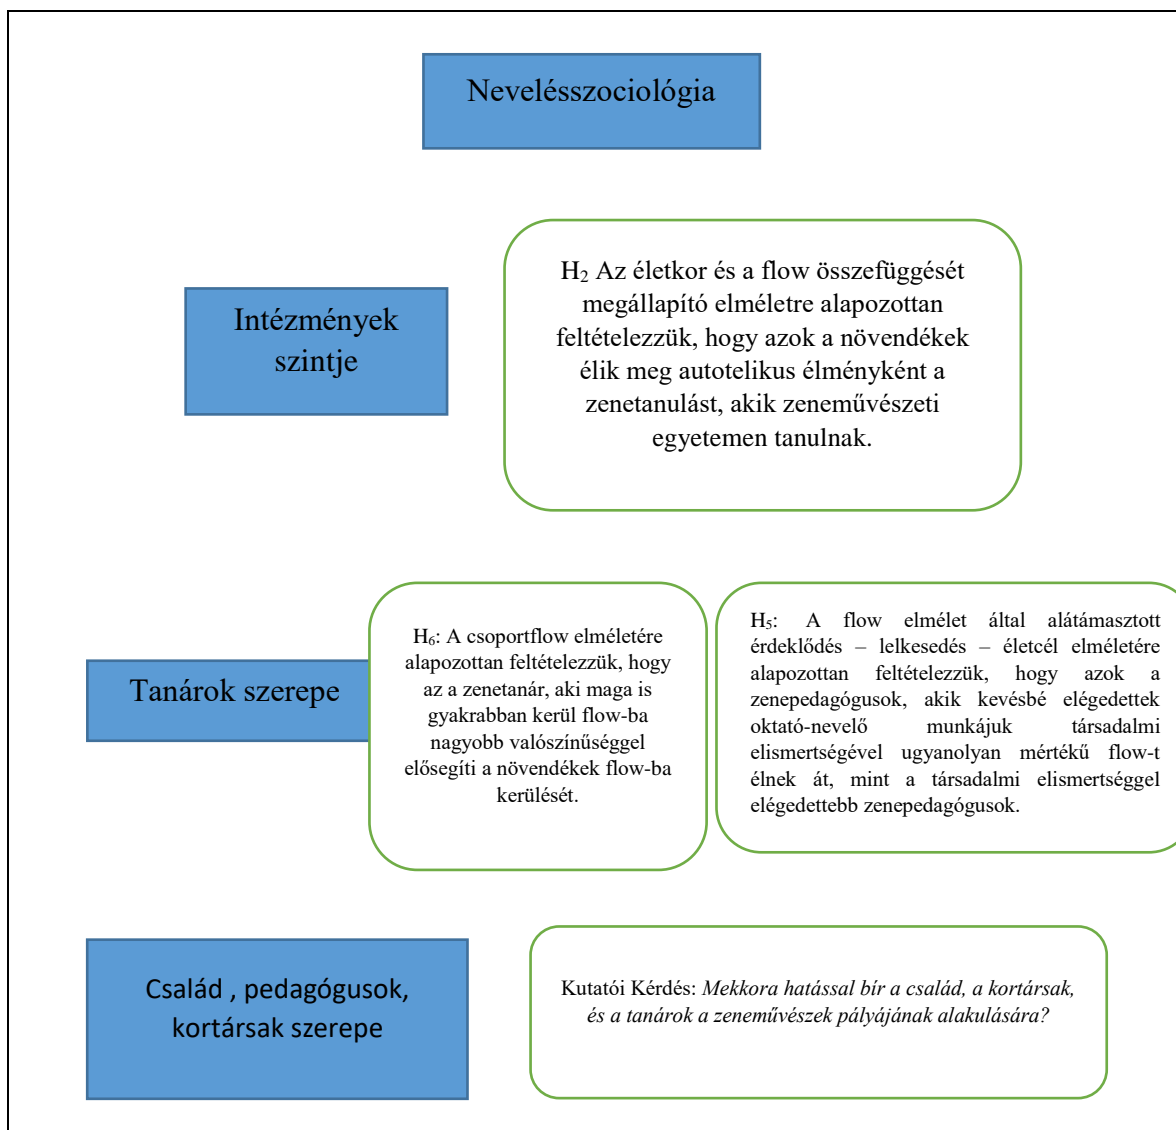 Nevelésszociológia
Intézmények
szintje
H₂ Az életkor és a flow összefüggését
megállapító elméletre alapozottan
feltételezzük, hogy azok a növendékek
élik meg autotelikus élményként a
zenetanulást, akik zeneművészeti
egyetemen tanulnak.
Tanárok szerepe
H₆: A csoportflow elméletére
alapozottan feltételezzük, hogy
az a zenetanár, aki maga is
gyakrabban kerül flow-ba
nagyobb valószínűséggel
elősegíti a növendékek flow-ba
kerülését.
H₅: A flow elmélet által alátámasztott
érdeklődés – lelkesedés – életcél elméletére
alapozottan feltételezzük, hogy azok a
zenepedagógusok, akik kevésbé elégedettek
oktató-nevelő munkájuk társadalmi
elismertségével ugyanolyan mértékű flow-t
élnek át, mint a társadalmi elismertséggel
elégedettebb zenepedagógusok.
Család , pedagógusok,
kortársak szerepe
Kutatói Kérdés: Mekkora hatással bír a család, a kortársak,
és a tanárok a zeneművészek pályájának alakulására?